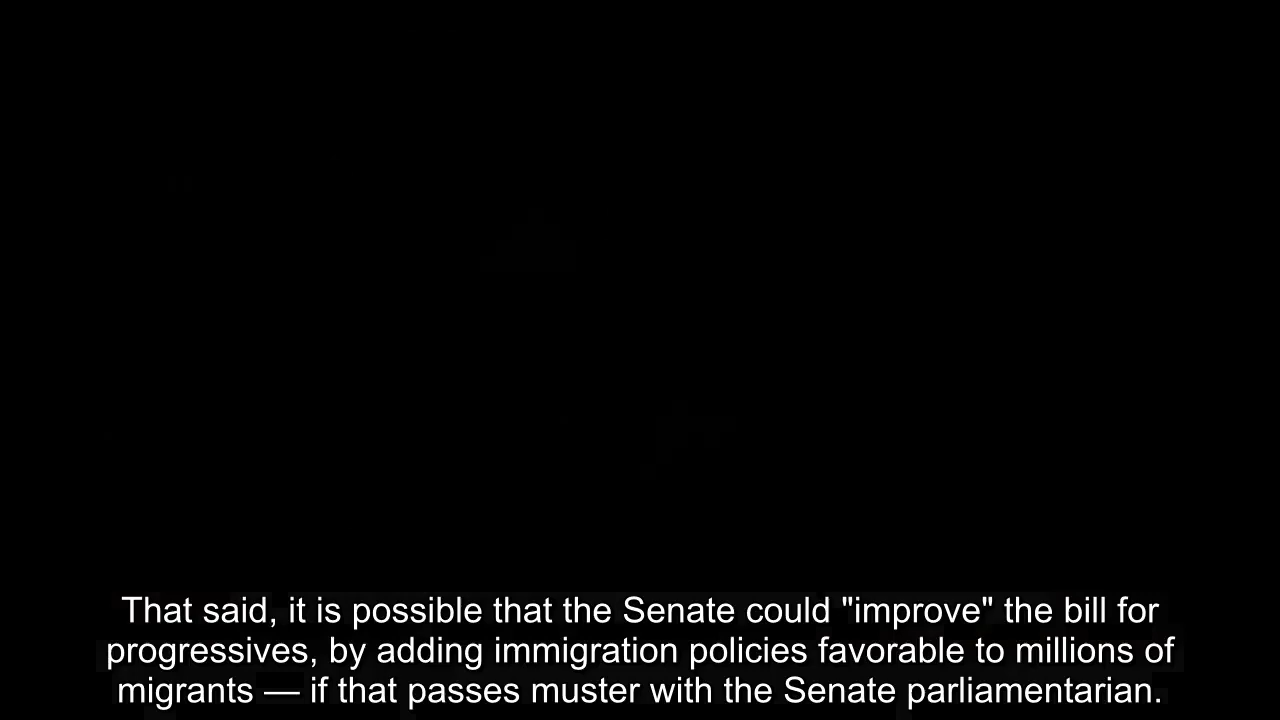 That said, it is possible that the Senate could "improve" the bill for
progressives, by adding immigration policies favorable to millions of
migrants — if that passes muster with the Senate parliamentarian.